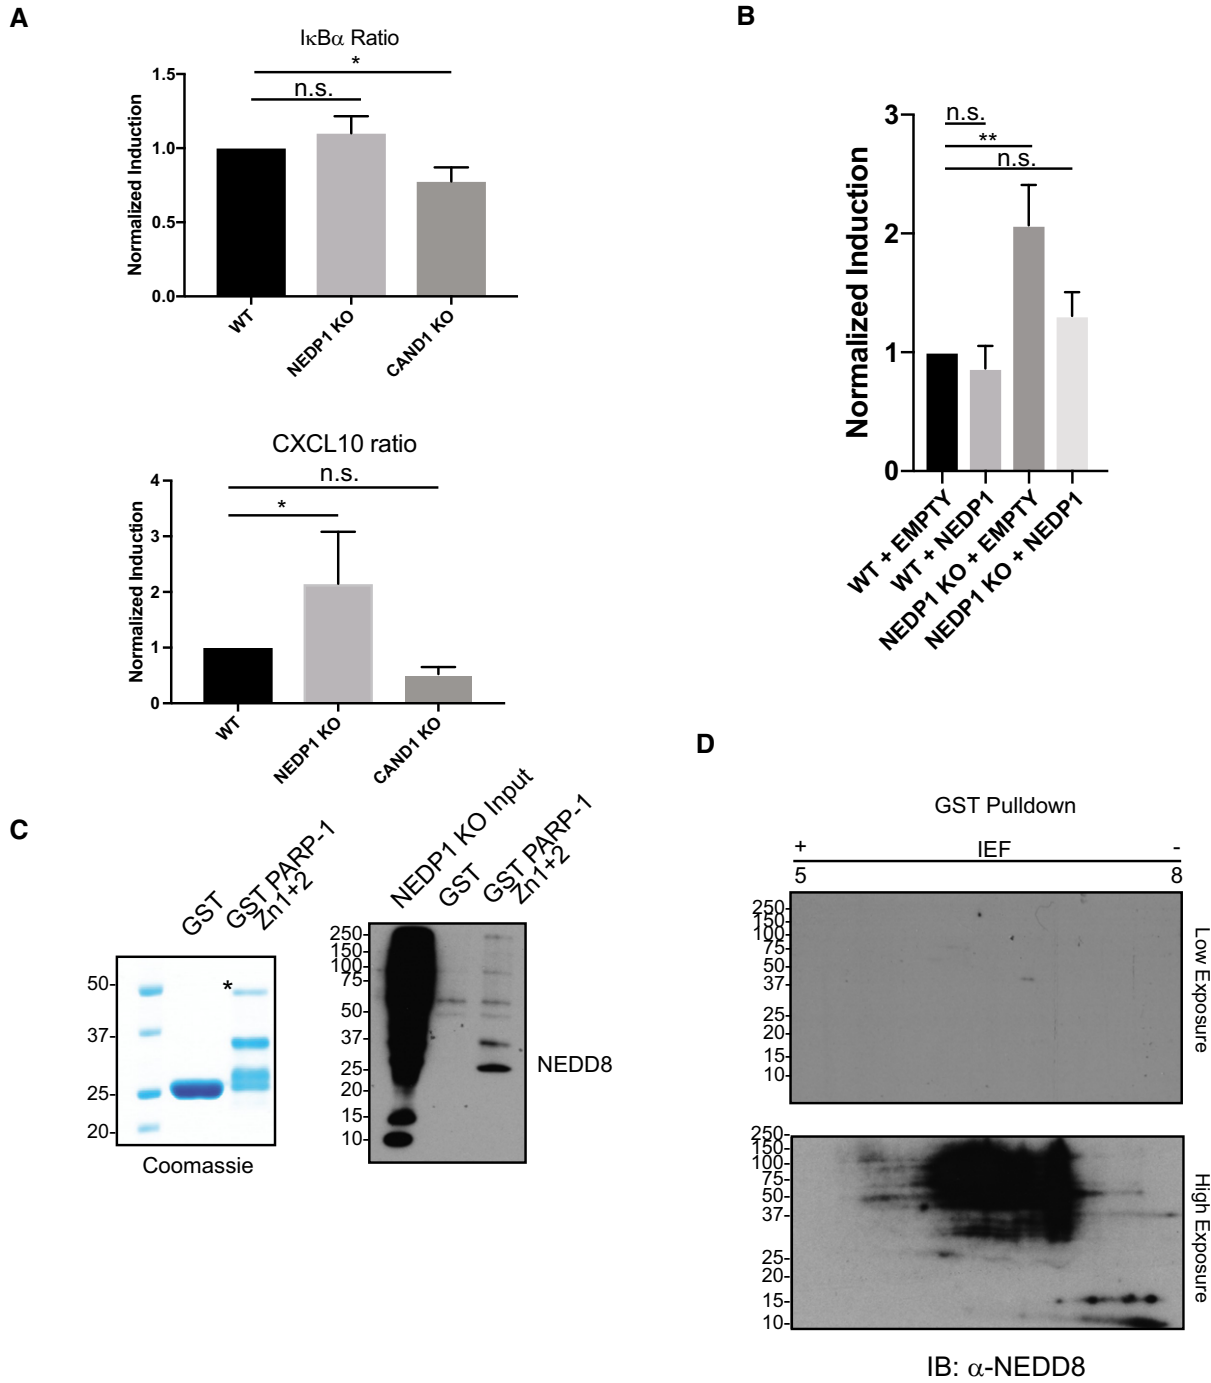 A
IκBα Ratio
*
n.s.
1.5
1.0
0.5
0.0
Normalized Induction
WT
NEDP1 KO
CAND1 KO
CXCL10 ratio
n.s.
*
4
3
2
1
0
Normalized Induction
WT
NEDP1 KO
CAND1 KO
B
n.s.
**
n.s.
3
2
1
0
Normalized Induction
WT + EMPTY
WT + NEDP1
NEDP1 KO + EMPTY
NEDP1 KO + NEDP1
C
GST
GST PARP-1
Zn1+2
*
50-
37-
25-
20-
Coomassie
NEDP1 KO Input
GST
GST PARP-1
Zn1+2
250-
150-
100-
75-
50-
37-
25-
20-
15-
10-
NEDD8
D
GST Pulldown
+ IEF -
5 8
250-
150-
100-
75-
50-
37-
25-
20-
15-
10-
Low Exposure
250-
150-
100-
75-
50-
37-
25-
20-
15-
10-
High Exposure
IB: α-NEDD8